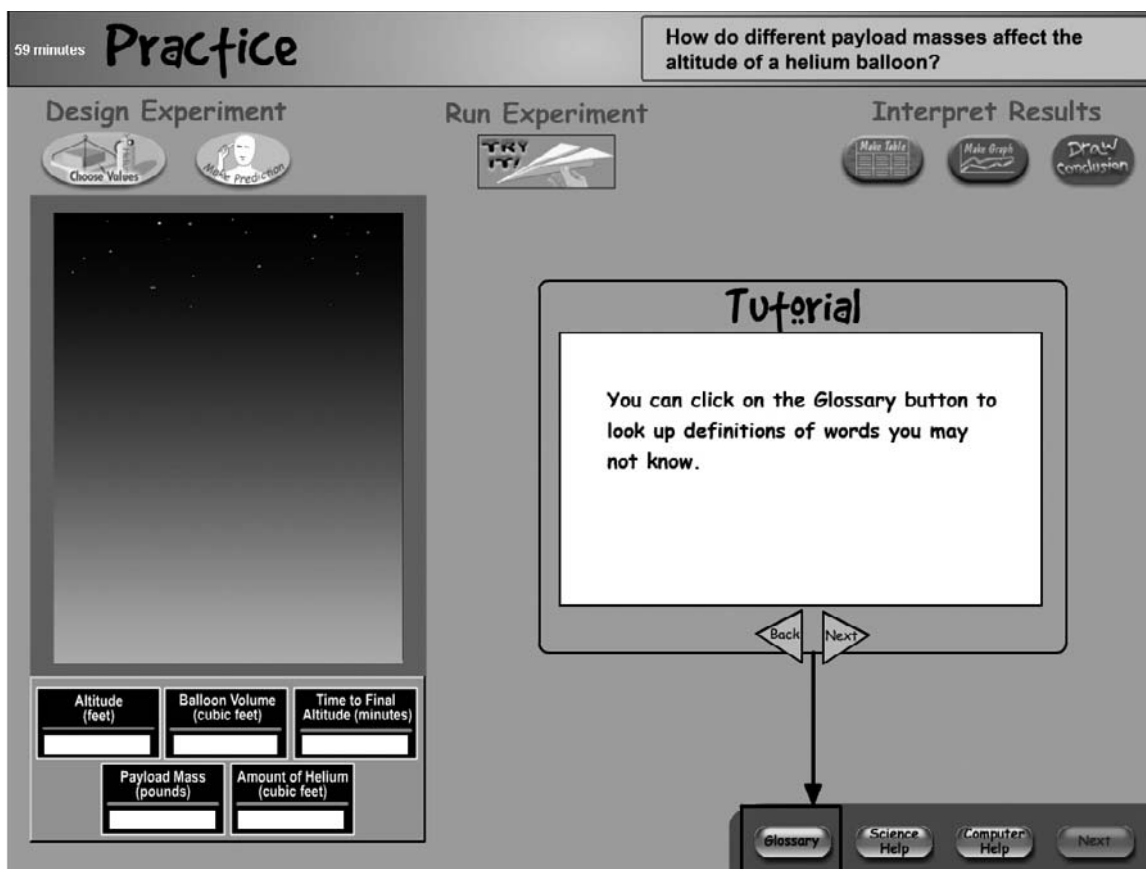 59 minutes Practice
How do different payload masses affect the
altitude of a helium balloon?
Design Experiment
Run Experiment
Interpret Results
Choose Values
Make Prediction
TRY
IT!
Make Table
Make Graph
Draw
Conclusion
Tutorial
You can click on the Glossary button to
look up definitions of words you may
not know.
Back
Next
Altitude
(feet)
Balloon Volume
(cubic feet)
Time to Final
Altitude (minutes)
Payload Mass
(pounds)
Amount of Helium
(cubic feet)
Glossary
Science
Help
Computer
Help
Next